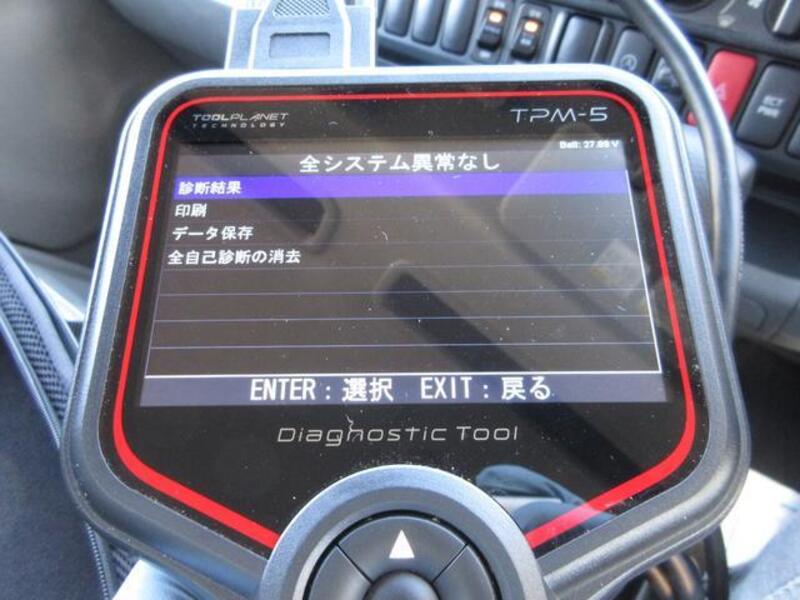 TOOLPLANET
TECHNOLOGY
TPM-5
全システム異常なし
診断結果
印刷
データ保存
全自己診断の消去
ENTER：選択 EXIT：戻る
Diagnostic Tool
ECT
PWR